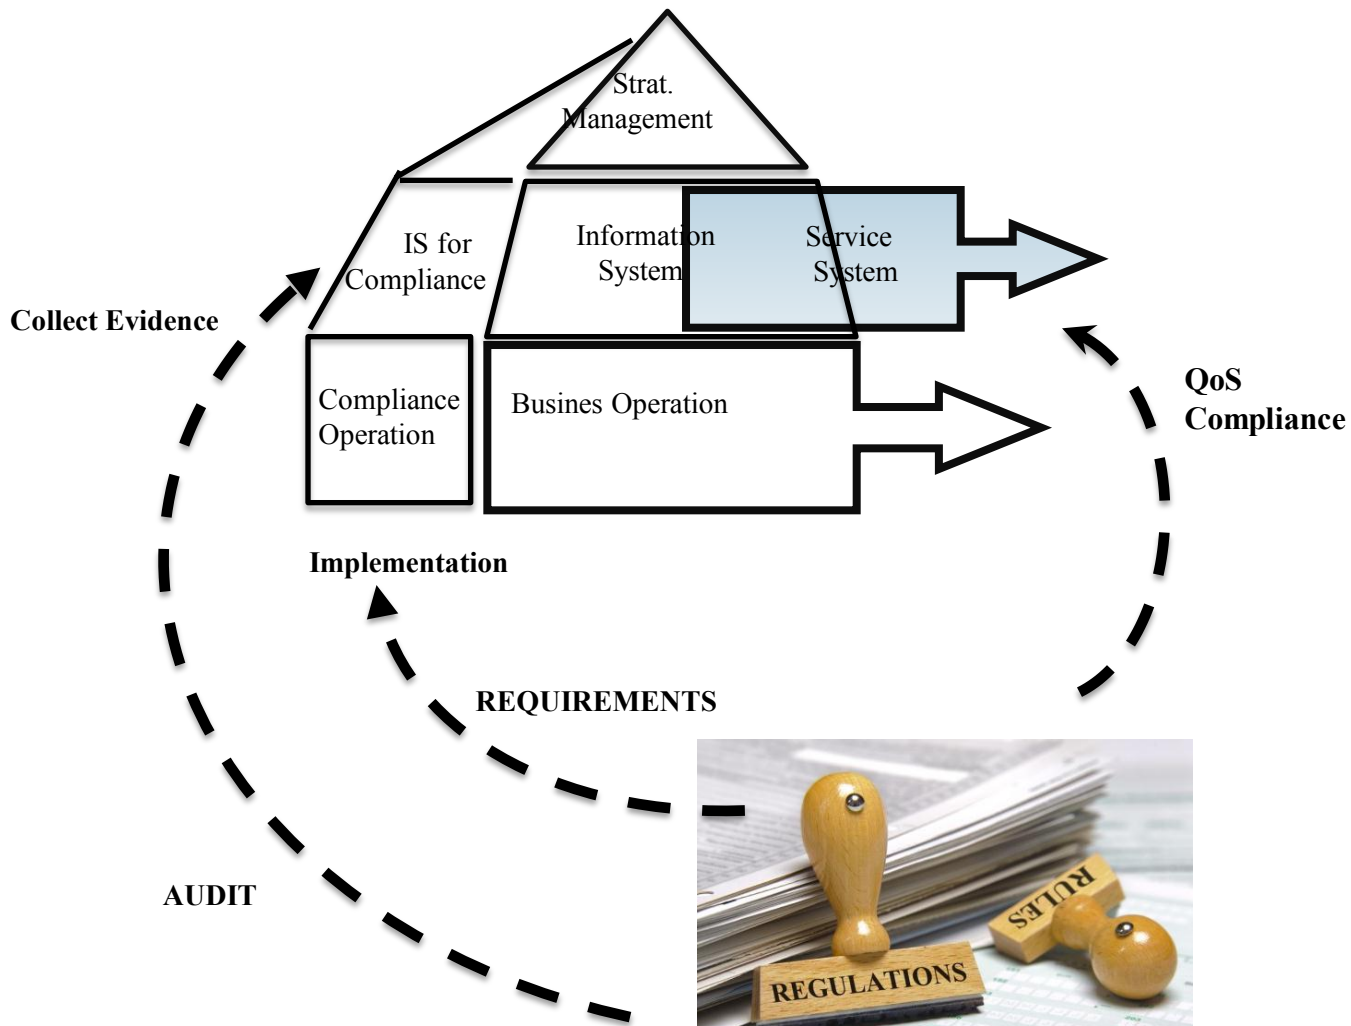 Strat.
Management
IS for
Compliance
Information
System
Service
System
Collect Evidence
Compliance
Operation
Busines Operation
QoS
Compliance
Implementation
REQUIREMENTS
AUDIT
RULES
REGULATIONS